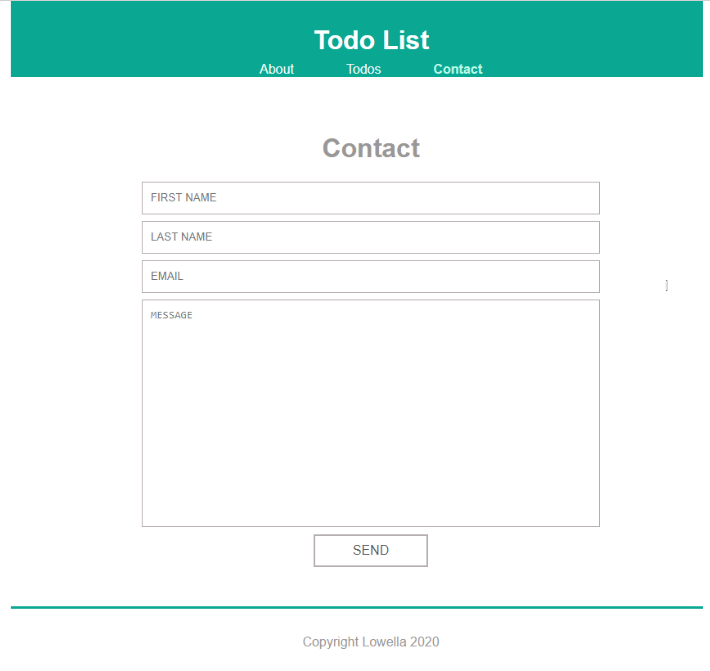 Todo List
About Todos Contact
Contact
FIRST NAME
LAST NAME
EMAIL
MESSAGE
SEND
Copyright Lowella 2020